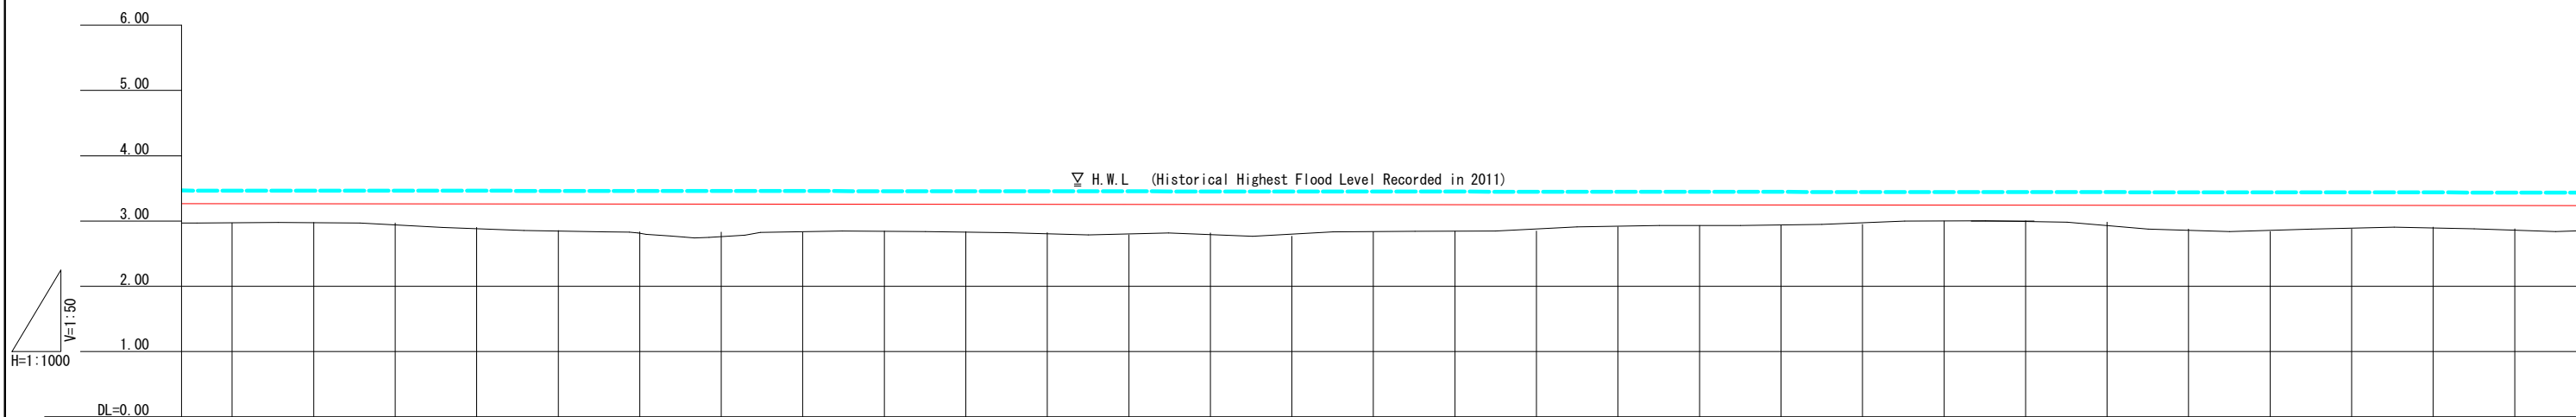 6.00
5.00
4.00
H.W.L (Historical Highest Flood Level Recorded in 2011)
3.00
2.00
V=1:50
1.00
H=1:1000
DL=0.00